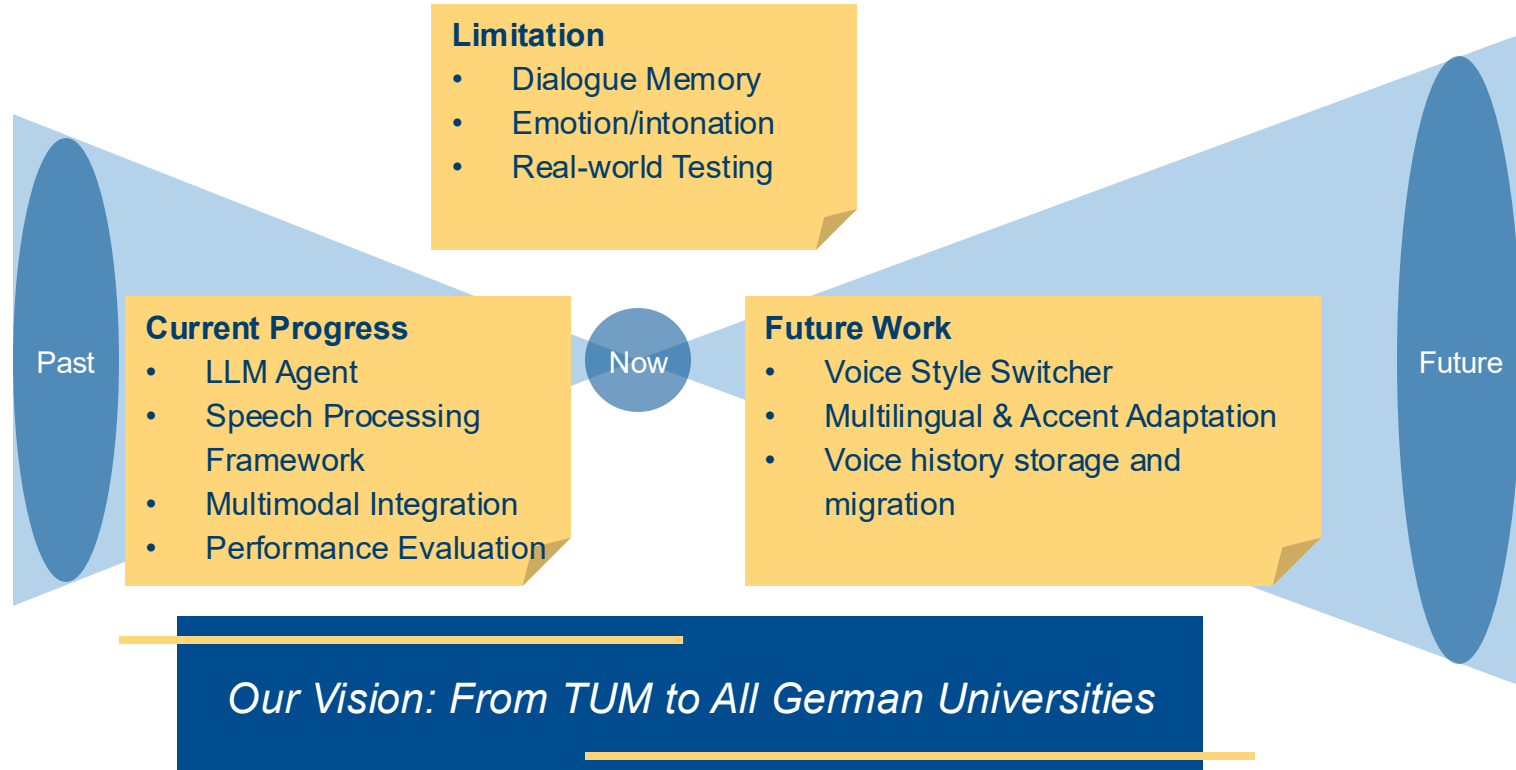 Limitation
• Dialogue Memory
• Emotion/intonation
• Real-world Testing
Past
Current Progress
• LLM Agent
• Speech Processing
Framework
• Multimodal Integration
• Performance Evaluation
Now
Future Work
• Voice Style Switcher
• Multilingual & Accent Adaptation
• Voice history storage and
migration
Future
Our Vision: From TUM to All German Universities